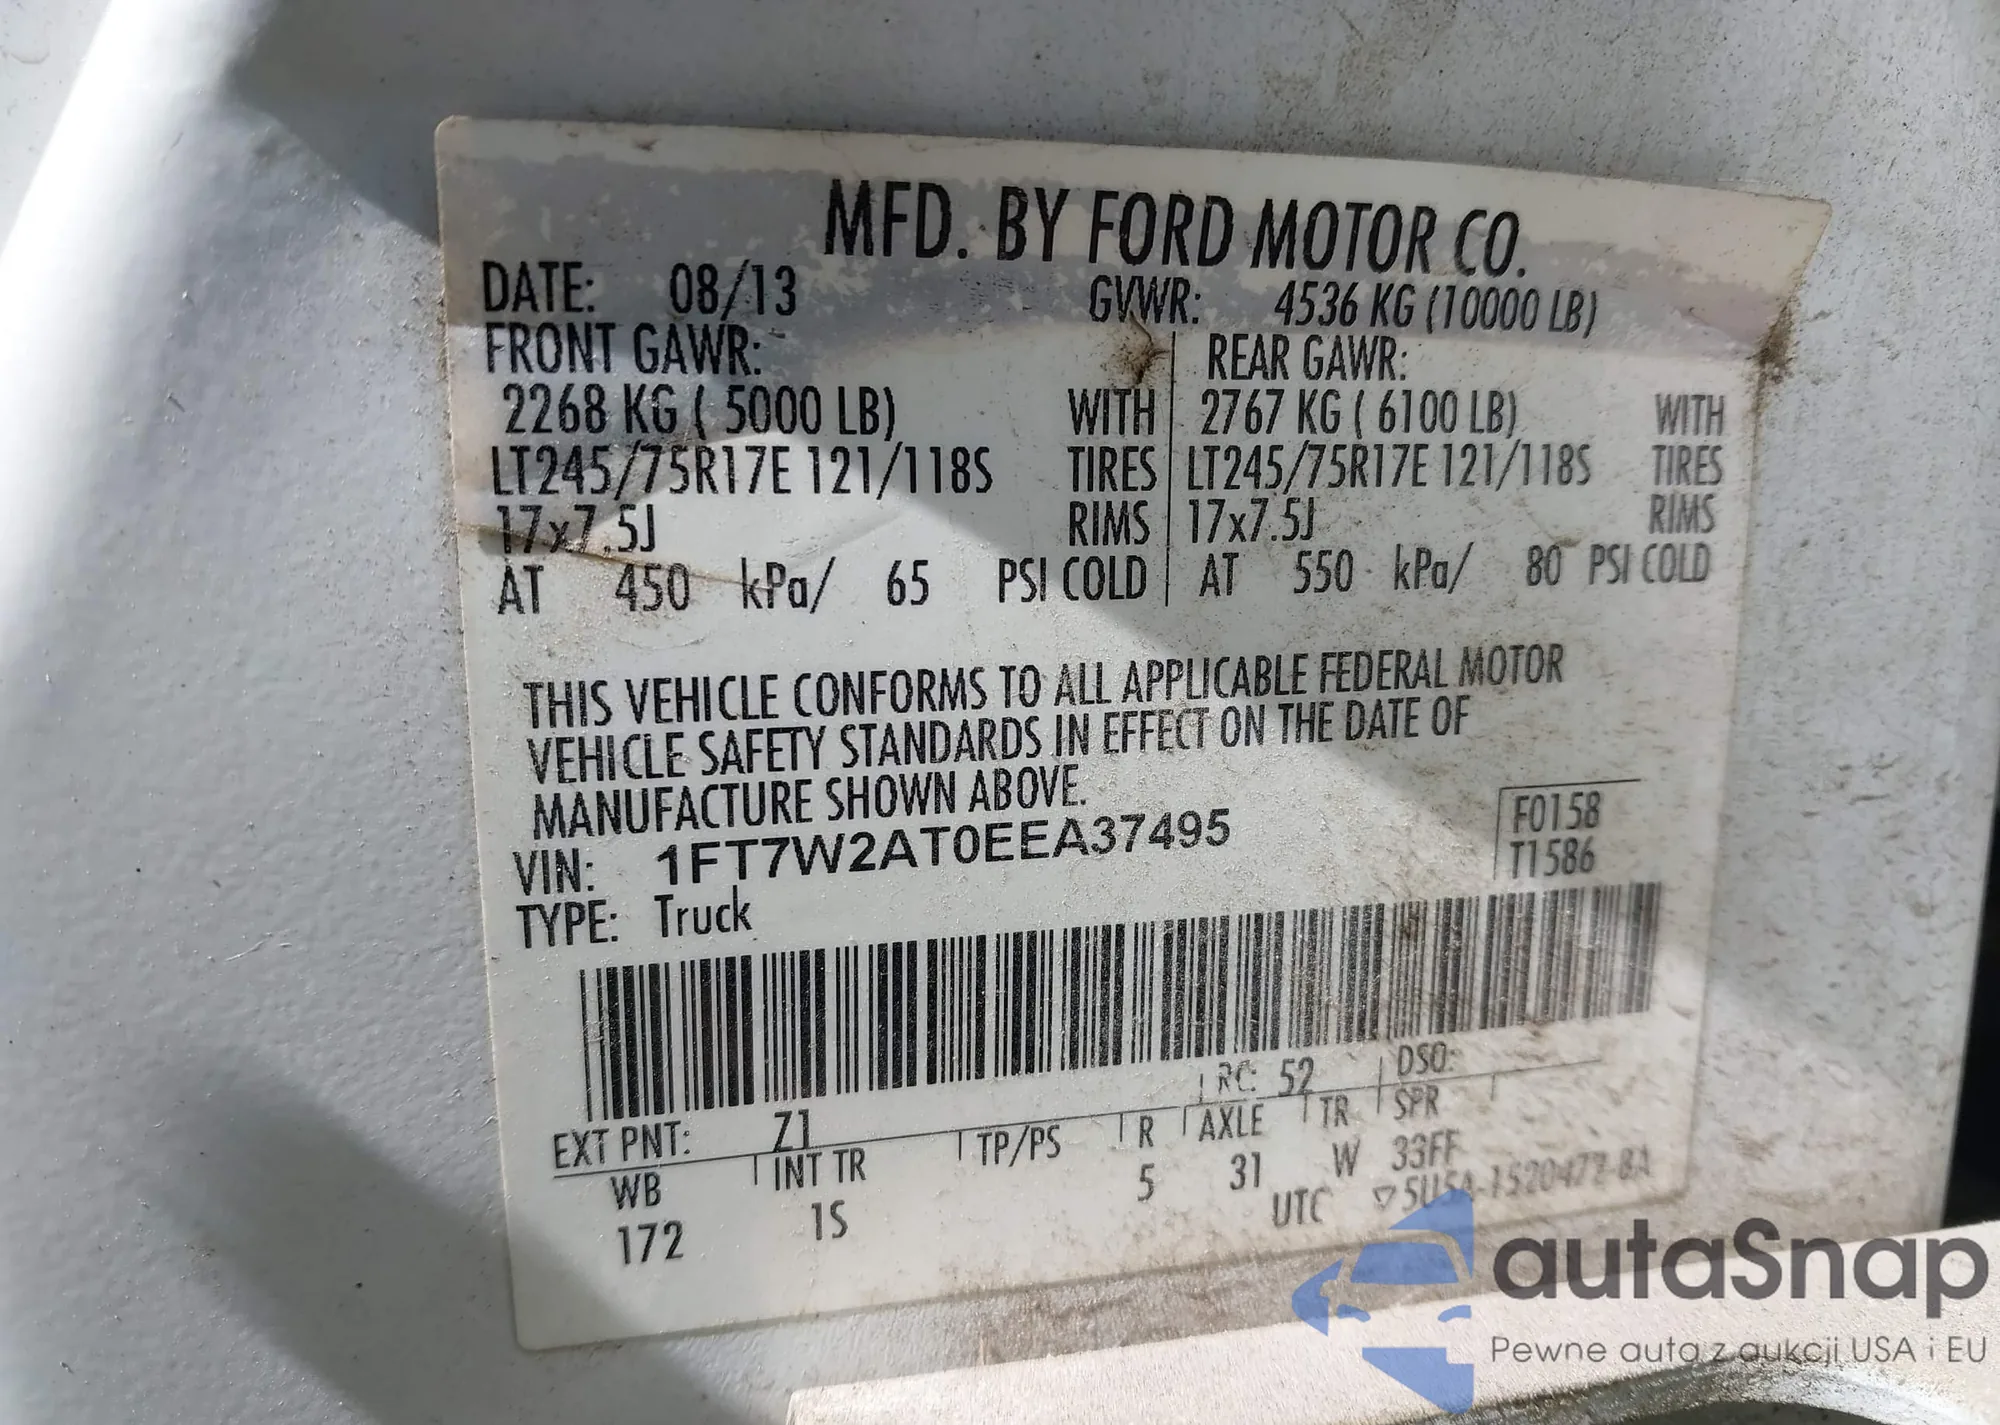 MFD. BY FORD MOTOR CO.
DATE: 08/13 GVWR: 4536 KG (10000 LB)
FRONT GAWR: REAR GAWR:
2268 KG ( 5000 LB) WITH 2767 KG ( 6100 LB) WITH
LT245/75R17E 121/118S TIRES LT245/75R17E 121/118S TIRES
17x7.5J RIMS 17x7.5J RIMS
AT 450 kPa/ 65 PSI COLD AT 550 kPa/ 80 PSI COLD
THIS VEHICLE CONFORMS TO ALL APPLICABLE FEDERAL MOTOR
VEHICLE SAFETY STANDARDS IN EFFECT ON THE DATE OF
MANUFACTURE SHOWN ABOVE.
VIN: 1FT7W2AT0EEA37495 F0158
TYPE: Truck T1586
EXT PNT: Z1 RC: 52 DSO:
WB INT TR TP/PS R AXLE TR SPR
172 1S 5 31 W 33FF
UTC ▽5U5A-1520472-BA
autaSnap
Pewne auta z aukcji USA i EU